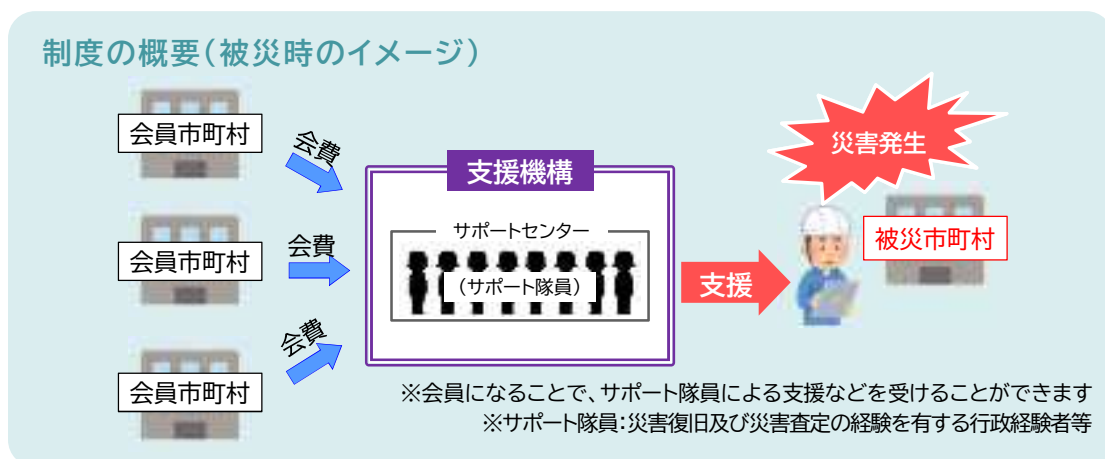 制度の概要（被災時のイメージ）
会員市町村
会費
会員市町村
会費
会員市町村
会費
支援機構
サポートセンター
（サポート隊員）
支援
災害発生
被災市町村
※会員になることで、サポート隊員による支援などを受けることができます
※サポート隊員：災害復旧及び災害査定の経験を有する行政経験者等